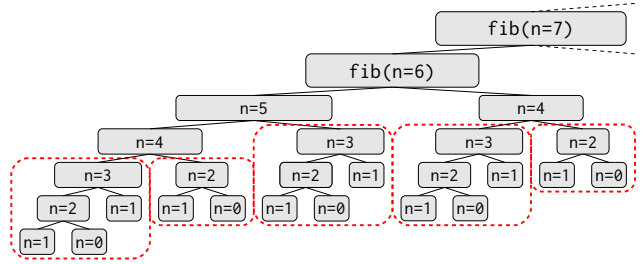 fib(n=7)
fib(n=6)
n=5 n=4
n=4 n=3 n=3 n=2
n=3 n=2 n=2 n=1 n=2 n=1 n=1 n=0
n=2 n=1 n=1 n=0 n=1 n=0 n=1 n=0
n=1 n=0